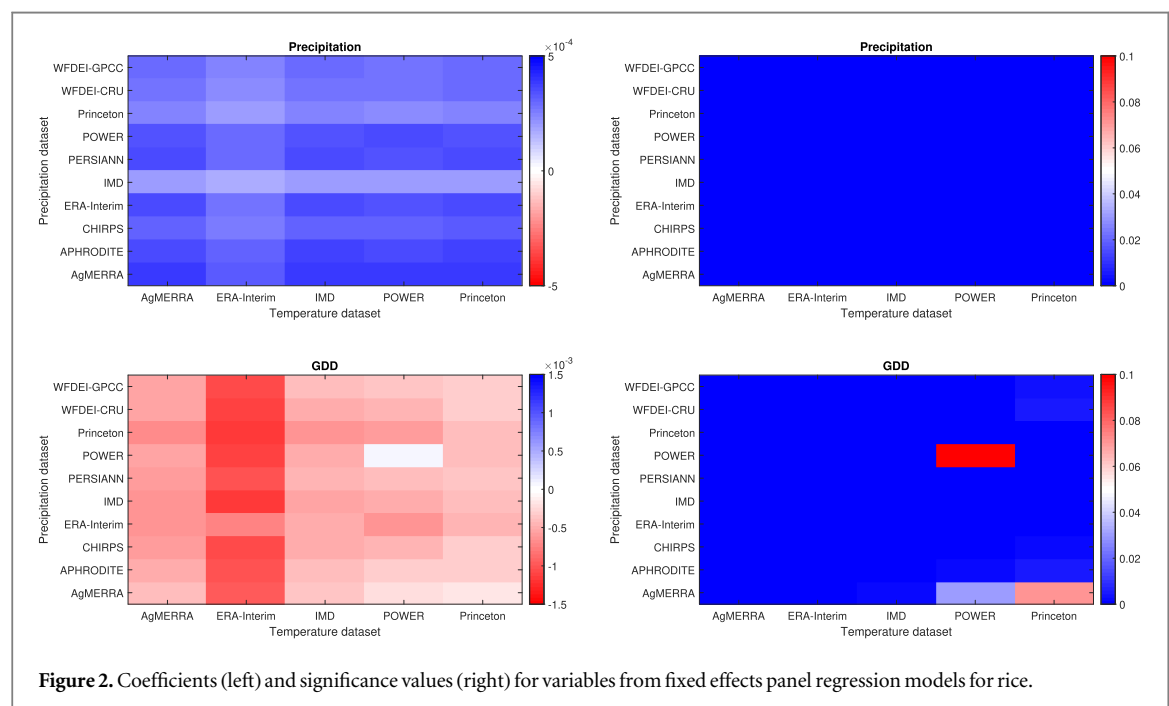 Precipitation
×10⁻⁴
WFDEI-GPCC
WFDEI-CRU
Princeton
POWER
PERSIANN
IMD
ERA-Interim
CHIRPS
APHRODITE
AgMERRA
Precipitation dataset
AgMERRA ERA-Interim IMD POWER Princeton
Temperature dataset
5
0
-5
Precipitation
WFDEI-GPCC
WFDEI-CRU
Princeton
POWER
PERSIANN
IMD
ERA-Interim
CHIRPS
APHRODITE
AgMERRA
Precipitation dataset
AgMERRA ERA-Interim IMD POWER Princeton
Temperature dataset
0.1
0.08
0.06
0.04
0.02
0
GDD
×10⁻³
WFDEI-GPCC
WFDEI-CRU
Princeton
POWER
PERSIANN
IMD
ERA-Interim
CHIRPS
APHRODITE
AgMERRA
Precipitation dataset
AgMERRA ERA-Interim IMD POWER Princeton
Temperature dataset
1.5
1
0.5
0
-0.5
-1
-1.5
GDD
WFDEI-GPCC
WFDEI-CRU
Princeton
POWER
PERSIANN
IMD
ERA-Interim
CHIRPS
APHRODITE
AgMERRA
Precipitation dataset
AgMERRA ERA-Interim IMD POWER Princeton
Temperature dataset
0.1
0.08
0.06
0.04
0.02
0
Figure 2. Coefficients (left) and significance values (right) for variables from fixed effects panel regression models for rice.